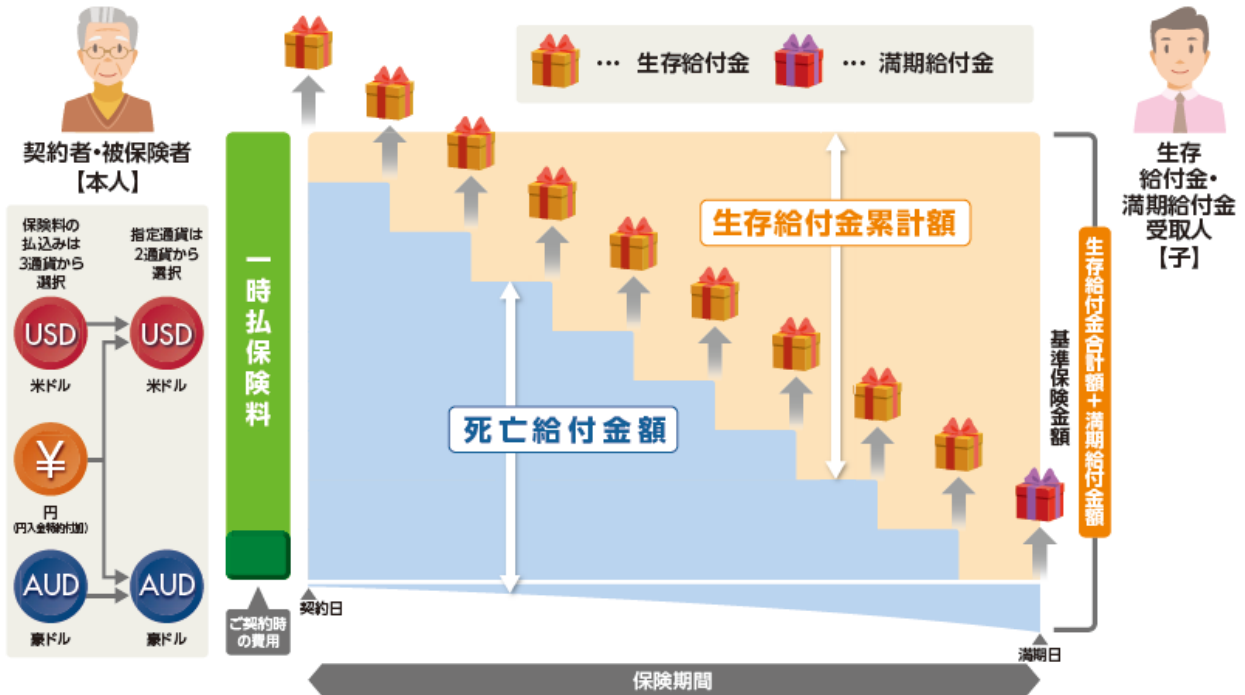 … 生存給付金
… 満期給付金
契約者・被保険者
【本人】
保険料の
払込みは
3通貨から
選択
指定通貨は
2通貨から
選択
USD
米ドル
USD
米ドル
¥
円
(円入金特約付加)
AUD
豪ドル
AUD
豪ドル
一時払保険料
ご契約時
の費用
生存給付金累計額
死亡給付金額
契約日
満期日
保険期間
基準保険金額
生存給付金合計額+満期給付金額
生存
給付金・
満期給付金
受取人
【子】